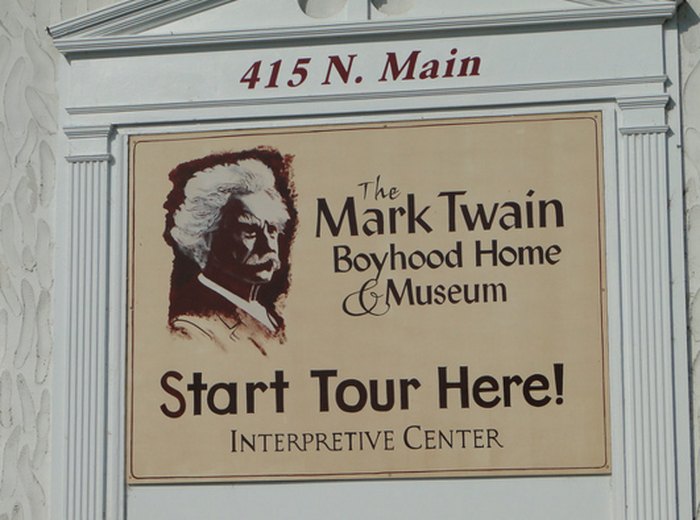 415 N. Main
The
Mark Twain
Boyhood Home
& Museum
Start Tour Here!
INTERPRETIVE CENTER